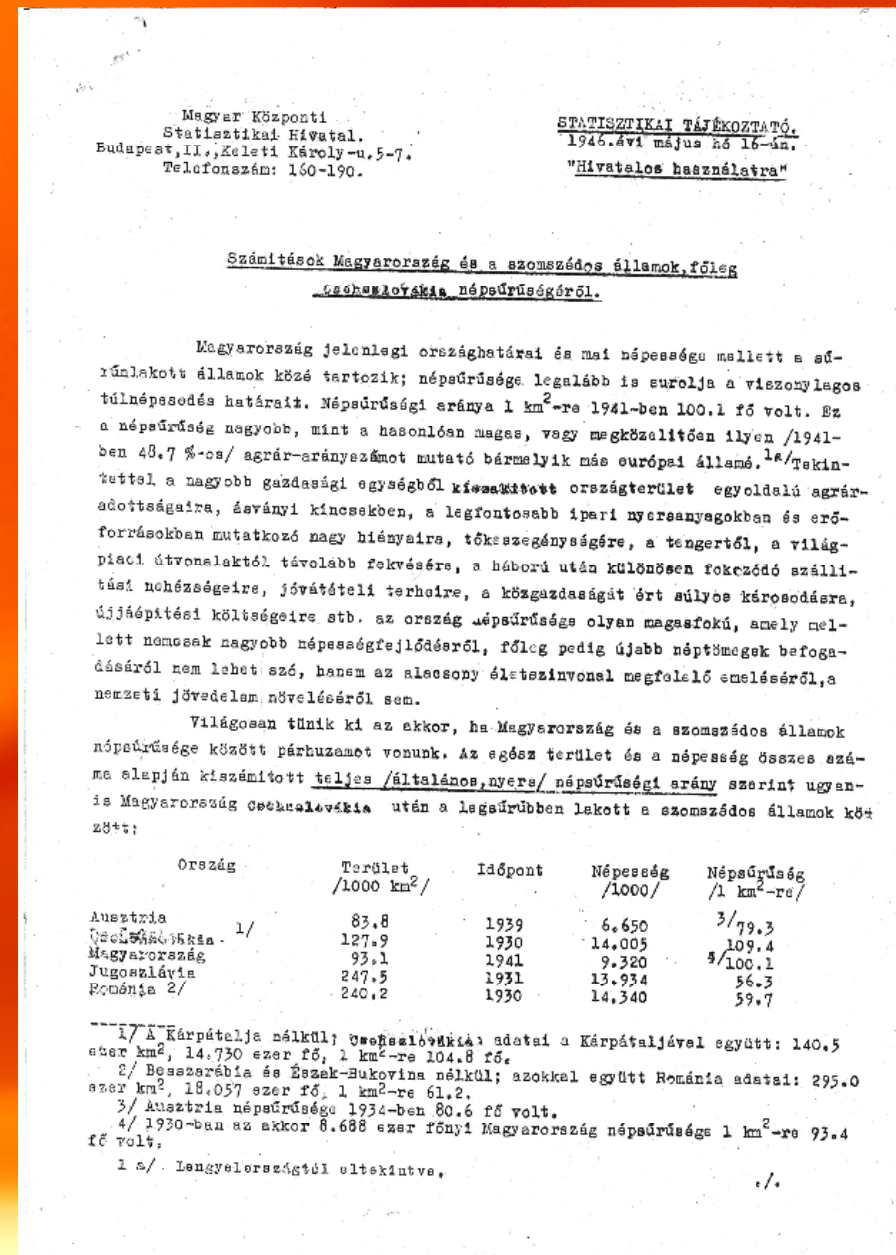 Magyar Központi
Statisztikai Hivatal.
Budapest,II.,Keleti Károly-u.5-7.
Telefonszám: 160-190.
STATISZTIKAI TÁJÉKOZTATÓ.
1946.évi május hó 16-án.
"Hivatalos használatra"
Számitások Magyarország és a szomszédos államok,főleg
Csehszlovákia népsűrűségéről.
Magyarország jelenlegi országhatárai és mai népessége mellett a sű-
rűnlakott államok közé tartozik; népsűrűsége legalább is surolja a viszonylagos
túlnépesedés határait. Népsűrűségi aránya 1 km²-re 1941-ben 100.1 fő volt. Ez
a népsűrűség nagyobb, mint a hasonlóan magas, vagy megközelitően ilyen /1941-
ben 48.7 %-os/ agrár-arányszámot mutató bármelyik más európai államé.1a/Tekin-
tettel a nagyobb gazdasági egységből kiszakitott országterület egyoldalú agrár-
adottságaira, ásványi kincsekben, a legfontosabb ipari nyersanyagokban és erő-
forrásokban mutatkozó nagy hiányaira, tőkeszegénységére, a tengertől, a világ-
piaci útvonalaktól távolabb fekvésére, a háború után különösen fokozódó szálli-
tási nehézségeire, jóvátételi terheire, a közgazdaságát ért súlyos károsodásra,
újjáépitési költségeire stb. az ország népsűrűsége olyan magasfokú, amely mel-
lett nemcsak nagyobb népességfejlődésről, főleg pedig újabb néptömegek befoga-
dásáról nem lehet szó, hanem az alacsony életszinvonal megfelelő emeléséről,a
nemzeti jövedelem növeléséről sem.
Világosan tünik ki az akkor, ha Magyarország és a szomszédos államok
népsűrűsége között párhuzamot vonunk. Az egész terület és a népesség összes szá-
ma alapján kiszámitott teljes /általános,nyers/ népsűrűségi arány szerint ugyan-
is Magyarország Csehszlovákia után a legsűrűbben lakott a szomszédos államok köt
zött:
Ország Terület Időpont Népesség Népsűrűség
/1000 km²/ /1000/ /1 km²-re/
Ausztria 83.8 1939 6.650 3/79.3
Csehszlovákia 1/ 127.9 1930 14.005 109.4
Magyarország 93.1 1941 9.320 4/100.1
Jugoszlávia 247.5 1931 13.934 56.3
Románia 2/ 240.2 1930 14.340 59.7
1/ A Kárpátalja nélkül; Csehszlovákia adatai a Kárpátaljával együtt: 140.5
ezer km², 14.730 ezer fő, 1 km²-re 104.8 fő.
2/ Besszarábia és Észak-Bukovina nélkül; azokkal együtt Románia adatai: 295.0
ezer km², 18.057 ezer fő, 1 km²-re 61.2.
3/ Ausztria népsűrűsége 1934-ben 80.6 fő volt.
4/ 1930-ban az akkor 8.688 ezer főnyi Magyarország népsűrűsége 1 km²-re 93.4
fő volt.
1 a/. Lengyelországtól eltekintve.
./.